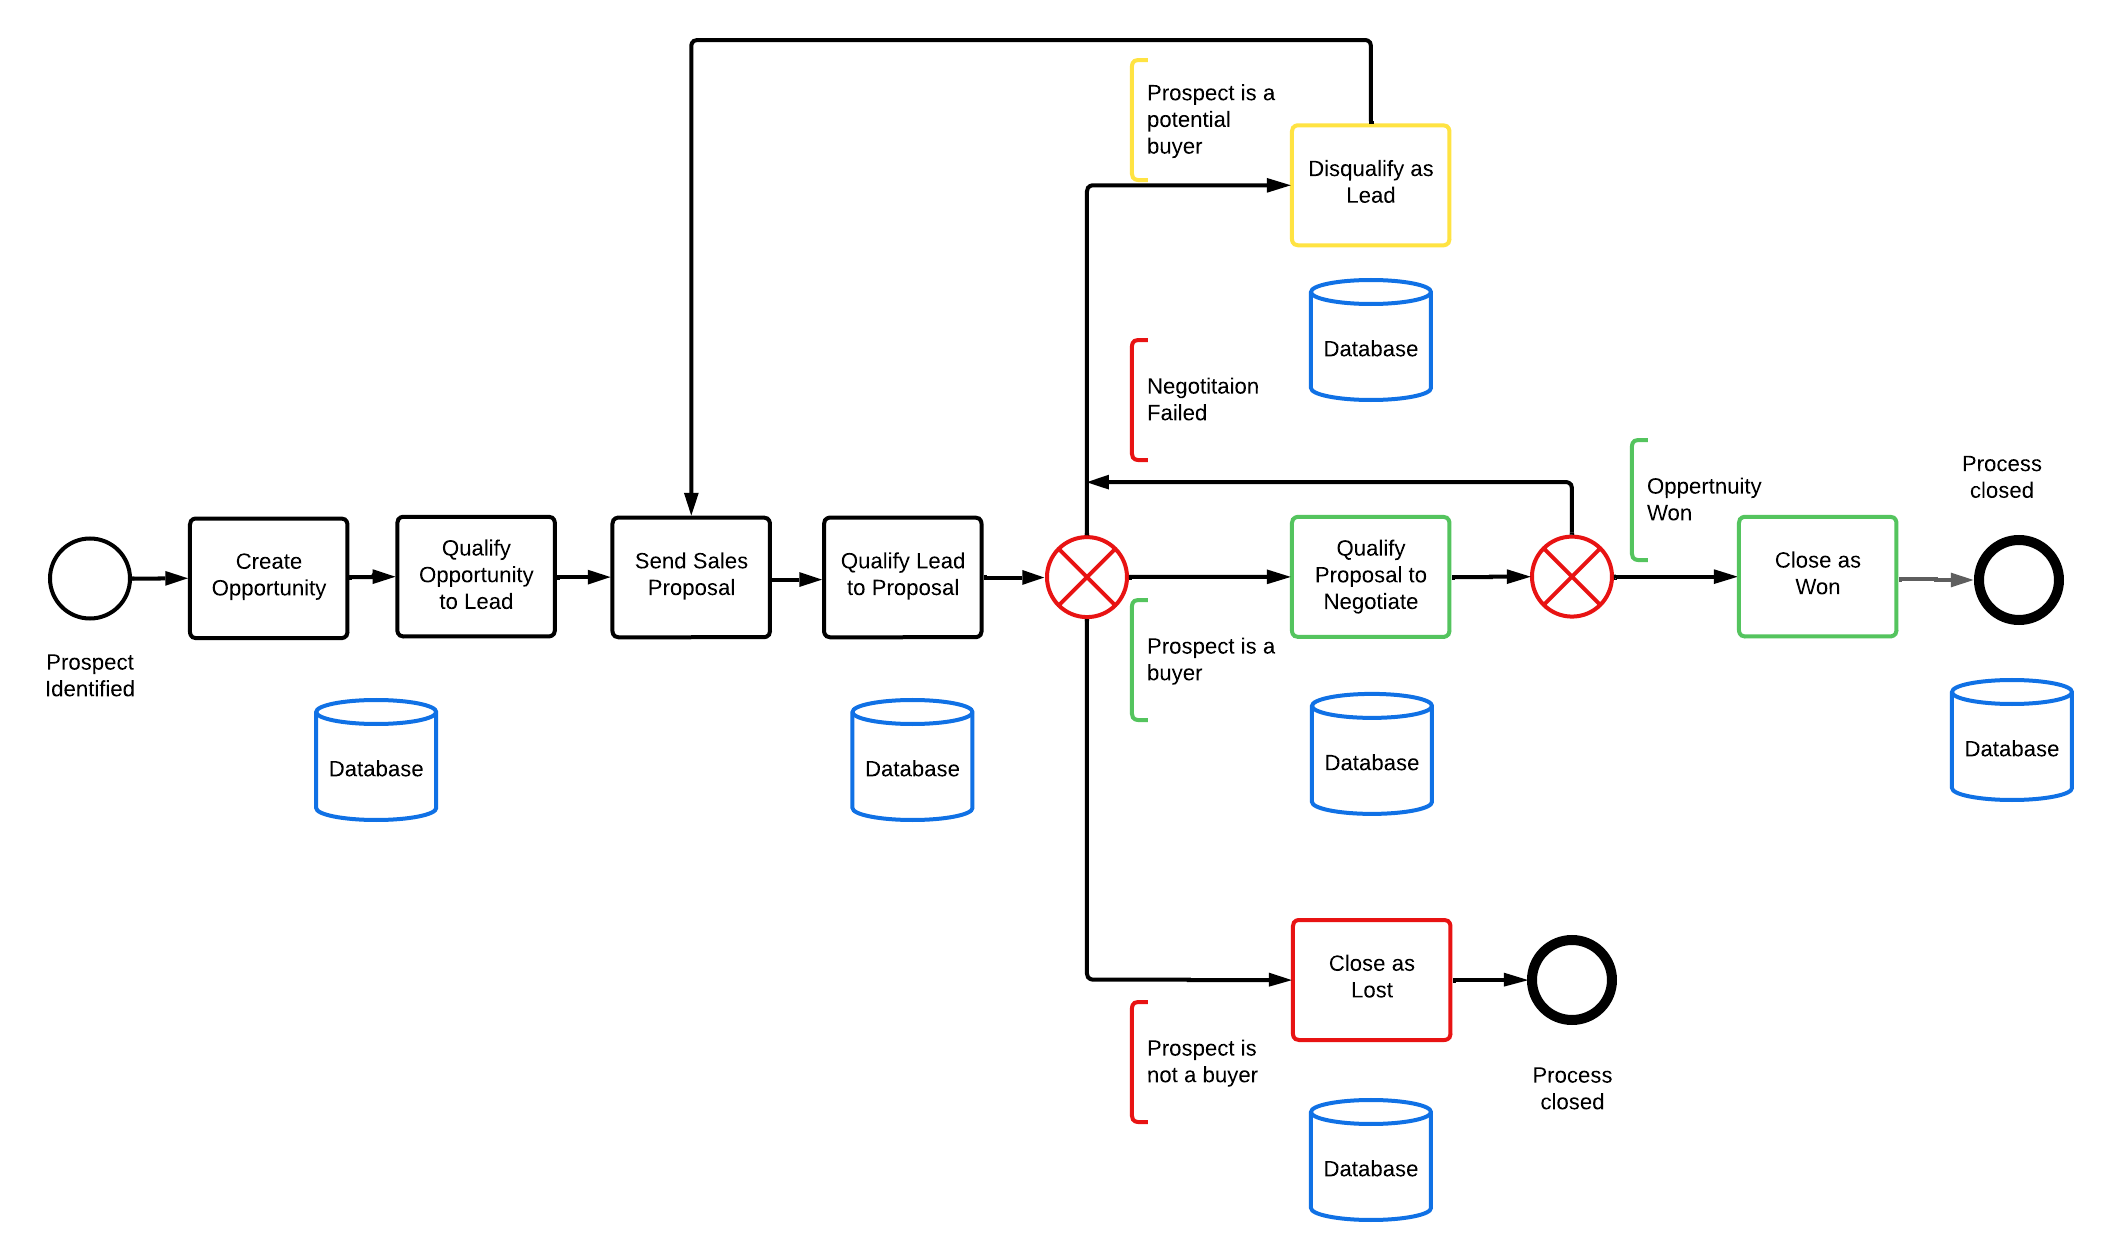 Prospect is a
potential
buyer
Disqualify as
Lead
Database
Negotitaion
Failed
Oppertnuity
Won
Process
closed
Create
Opportunity
Qualify
Opportunity
to Lead
Send Sales
Proposal
Qualify Lead
to Proposal
Qualify
Proposal to
Negotiate
Close as
Won
Prospect
Identified
Prospect is a
buyer
Database
Database
Database
Database
Close as
Lost
Prospect is
not a buyer
Process
closed
Database